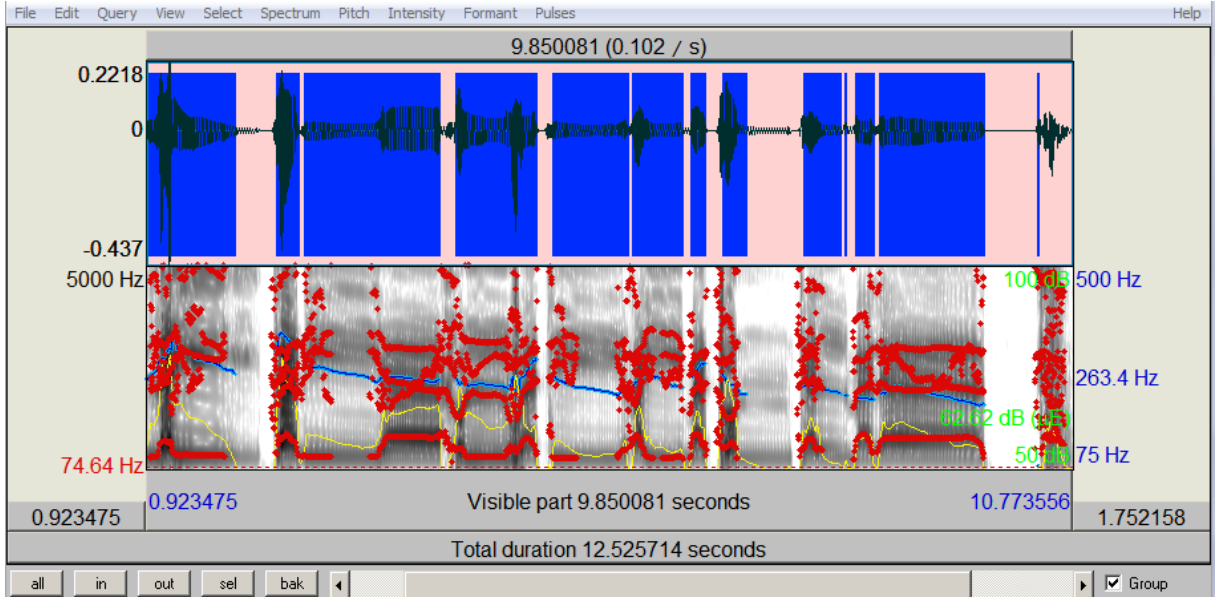 File Edit Query View Select Spectrum Pitch Intensity Formant Pulses Help
9.850081 (0.102 / s)
0.2218
0
-0.437
5000 Hz
100 dB
500 Hz
263.4 Hz
62.62 dB (µE)
74.64 Hz
50 dB
75 Hz
0.923475
0.923475
Visible part 9.850081 seconds
10.773556
1.752158
Total duration 12.525714 seconds
all in out sel bak Group